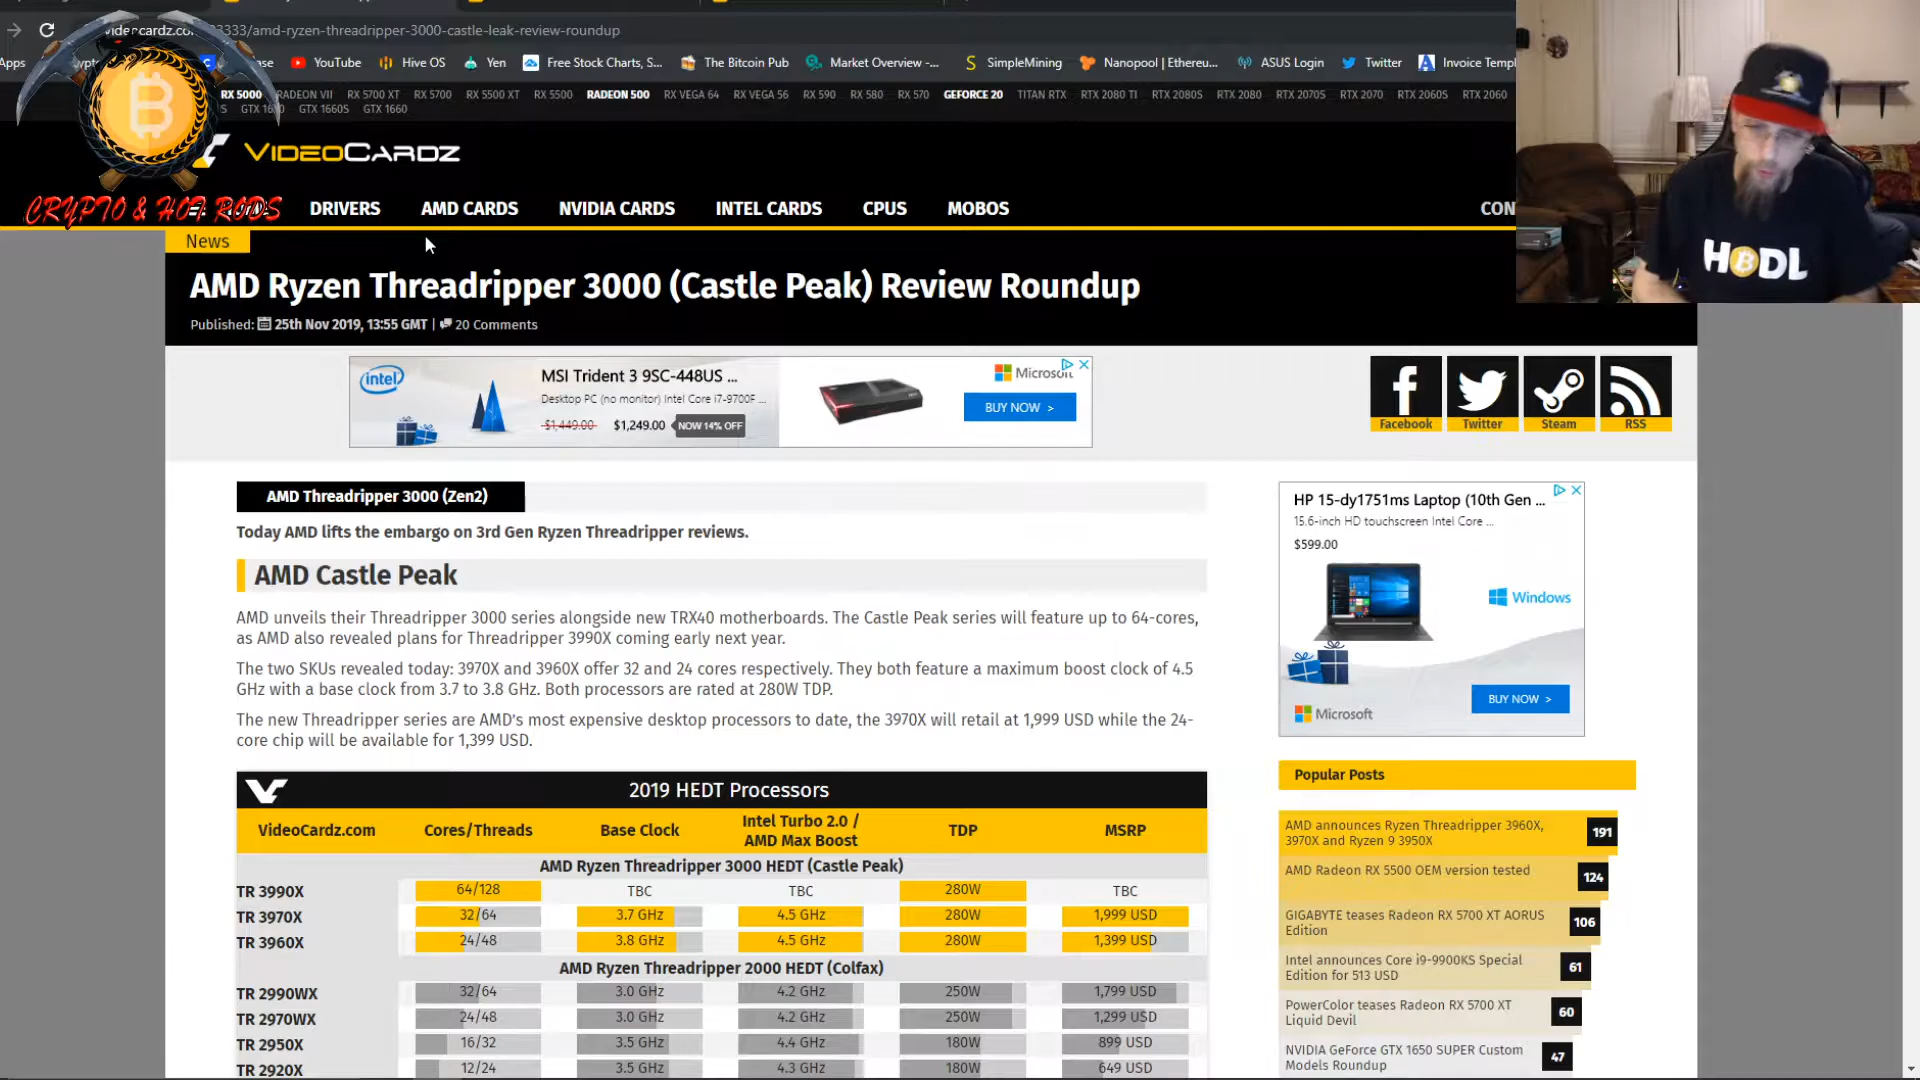 videocardz.co 3333/amd-ryzen-threadripper-3000-castle-leak-review-roundup
Apps YouTube Hive OS Yen Free Stock Charts, S... The Bitcoin Pub Market Overview -... SimpleMining Nanopool | Ethereu... ASUS Login Twitter Invoice Templ
RX 5000 RADEON VII RX 5700 XT RX 5700 RX 5500 XT RX 5500 RADEON 500 RX VEGA 64 RX VEGA 56 RX 590 RX 580 RX 570 GEFORCE 20 TITAN RTX RTX 2080 TI RTX 2080S RTX 2080 RTX 2070S RTX 2070 RTX 2060S RTX 2060
GTX 1660S GTX 1660
VIDEOCARDZ
CRYPTO & HOT RODS
DRIVERS AMD CARDS NVIDIA CARDS INTEL CARDS CPUS MOBOS CON
HODL
News
AMD Ryzen Threadripper 3000 (Castle Peak) Review Roundup
Published: 25th Nov 2019, 13:55 GMT | 20 Comments
intel
MSI Trident 3 9SC-448US ...
Desktop PC (no monitor) Intel Core i7-9700F ...
$1,449.00 $1,249.00 NOW 14% OFF
Microsoft
BUY NOW >
Facebook Twitter Steam RSS
AMD Threadripper 3000 (Zen2)
Today AMD lifts the embargo on 3rd Gen Ryzen Threadripper reviews.
AMD Castle Peak
AMD unveils their Threadripper 3000 series alongside new TRX40 motherboards. The Castle Peak series will feature up to 64-cores,
as AMD also revealed plans for Threadripper 3990X coming early next year.
The two SKUs revealed today: 3970X and 3960X offer 32 and 24 cores respectively. They both feature a maximum boost clock of 4.5
GHz with a base clock from 3.7 to 3.8 GHz. Both processors are rated at 280W TDP.
The new Threadripper series are AMD's most expensive desktop processors to date, the 3970X will retail at 1,999 USD while the 24-
core chip will be available for 1,399 USD.
2019 HEDT Processors
VideoCardz.com Cores/Threads Base Clock Intel Turbo 2.0 / AMD Max Boost TDP MSRP
AMD Ryzen Threadripper 3000 HEDT (Castle Peak)
TR 3990X 64/128 TBC TBC 280W TBC
TR 3970X 32/64 3.7 GHz 4.5 GHz 280W 1,999 USD
TR 3960X 24/48 3.8 GHz 4.5 GHz 280W 1,399 USD
AMD Ryzen Threadripper 2000 HEDT (Colfax)
TR 2990WX 32/64 3.0 GHz 4.2 GHz 250W 1,799 USD
TR 2970WX 24/48 3.0 GHz 4.2 GHz 250W 1,299 USD
TR 2950X 16/32 3.5 GHz 4.4 GHz 180W 899 USD
TR 2920X 12/24 3.5 GHz 4.3 GHz 180W 649 USD
HP 15-dy1751ms Laptop (10th Gen ...
15.6-inch HD touchscreen Intel Core ...
$599.00
Windows
Microsoft
BUY NOW >
Popular Posts
AMD announces Ryzen Threadripper 3960X,
3970X and Ryzen 9 3950X
191
AMD Radeon RX 5500 OEM version tested
124
GIGABYTE teases Radeon RX 5700 XT AORUS
Edition
106
Intel announces Core i9-9900KS Special
Edition for 513 USD
61
PowerColor teases Radeon RX 5700 XT
Liquid Devil
60
NVIDIA GeForce GTX 1650 SUPER Custom
Models Roundup
47